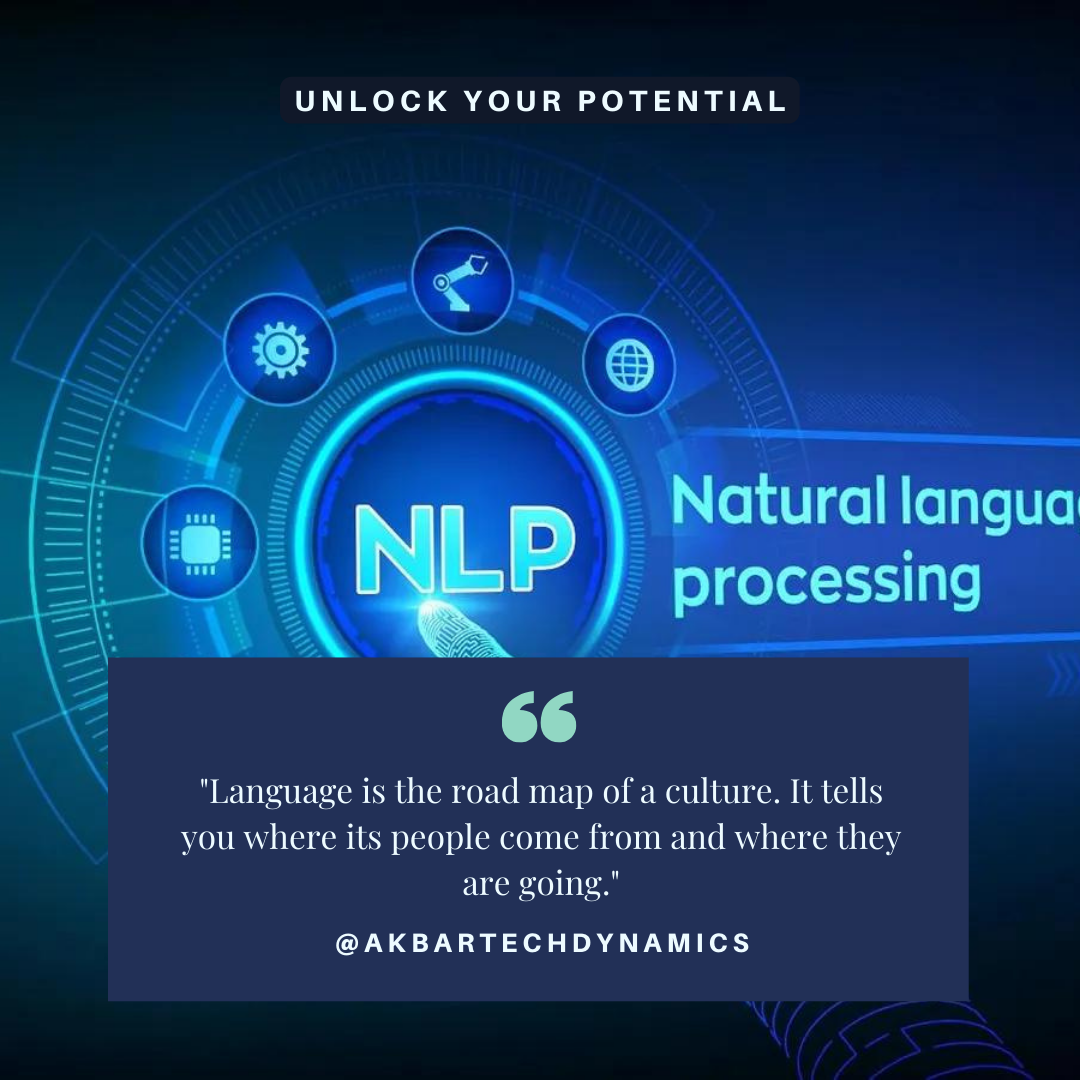 UNLOCK YOUR POTENTIAL
NLP
Natural languag
processing
"Language is the road map of a culture. It tells
you where its people come from and where they
are going."
@AKBARTECHDYNAMICS